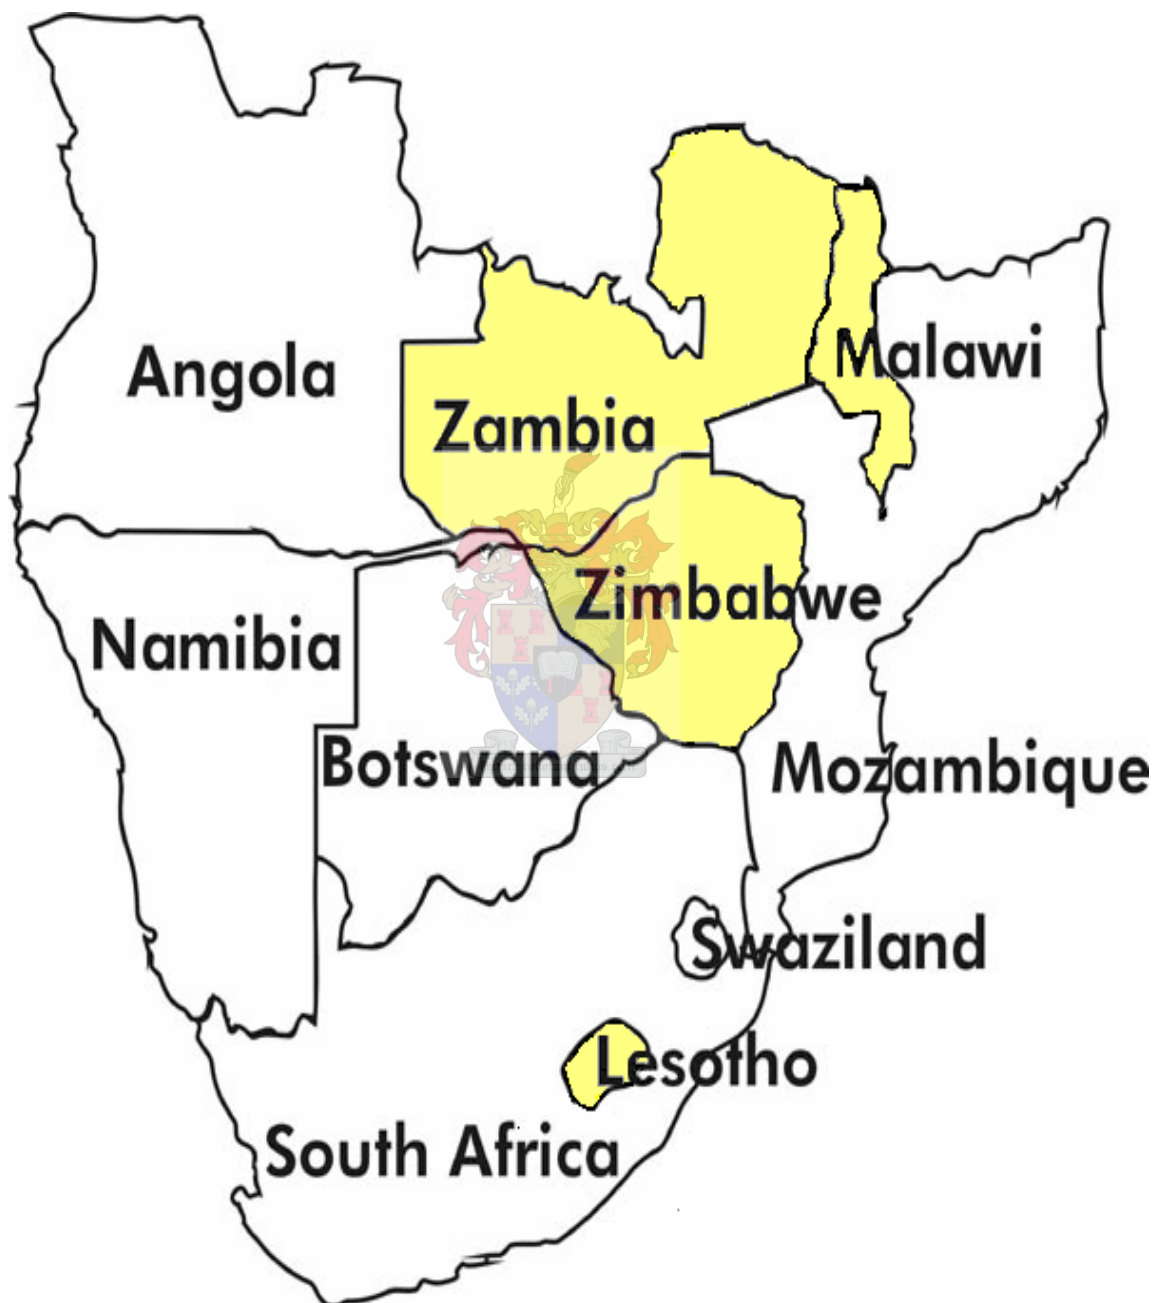 Malawi
Angola
Zambia
Zimbabwe
Namibia
Botswana
Mozambique
Swaziland
Lesotho
South Africa